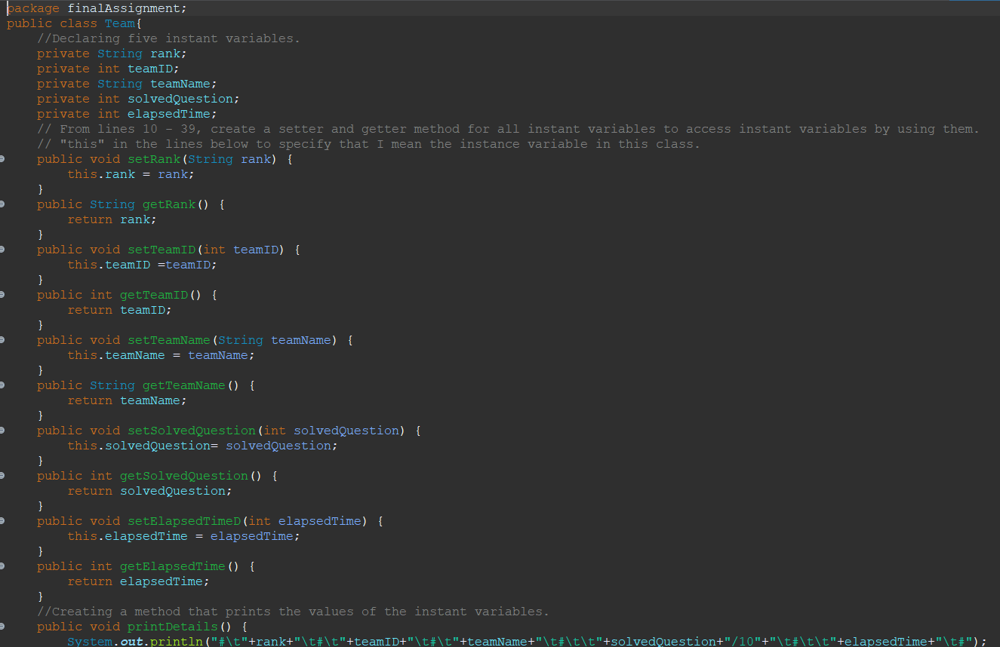 package finalAssignment;
public class Team{
    //Declaring five instant variables.
    private String rank;
    private int teamID;
    private String teamName;
    private int solvedQuestion;
    private int elapsedTime;
    // From lines 10 - 39, create a setter and getter method for all instant variables to access instant variables by using them.
    // "this" in the lines below to specify that I mean the instance variable in this class.
    public void setRank(String rank) {
        this.rank = rank;
    }
    public String getRank() {
        return rank;
    }
    public void setTeamID(int teamID) {
        this.teamID =teamID;
    }
    public int getTeamID() {
        return teamID;
    }
    public void setTeamName(String teamName) {
        this.teamName = teamName;
    }
    public String getTeamName() {
        return teamName;
    }
    public void setSolvedQuestion(int solvedQuestion) {
        this.solvedQuestion= solvedQuestion;
    }
    public int getSolvedQuestion() {
        return solvedQuestion;
    }
    public void setElapsedTimeD(int elapsedTime) {
        this.elapsedTime = elapsedTime;
    }
    public int getElapsedTime() {
        return elapsedTime;
    }
    //Creating a method that prints the values of the instant variables.
    public void printDetails() {
        System.out.println("#\t"+rank+"\t#\t"+teamID+"\t#\t"+teamName+"\t#\t\t"+solvedQuestion+"/10"+"\t#\t\t"+elapsedTime+"\t#");